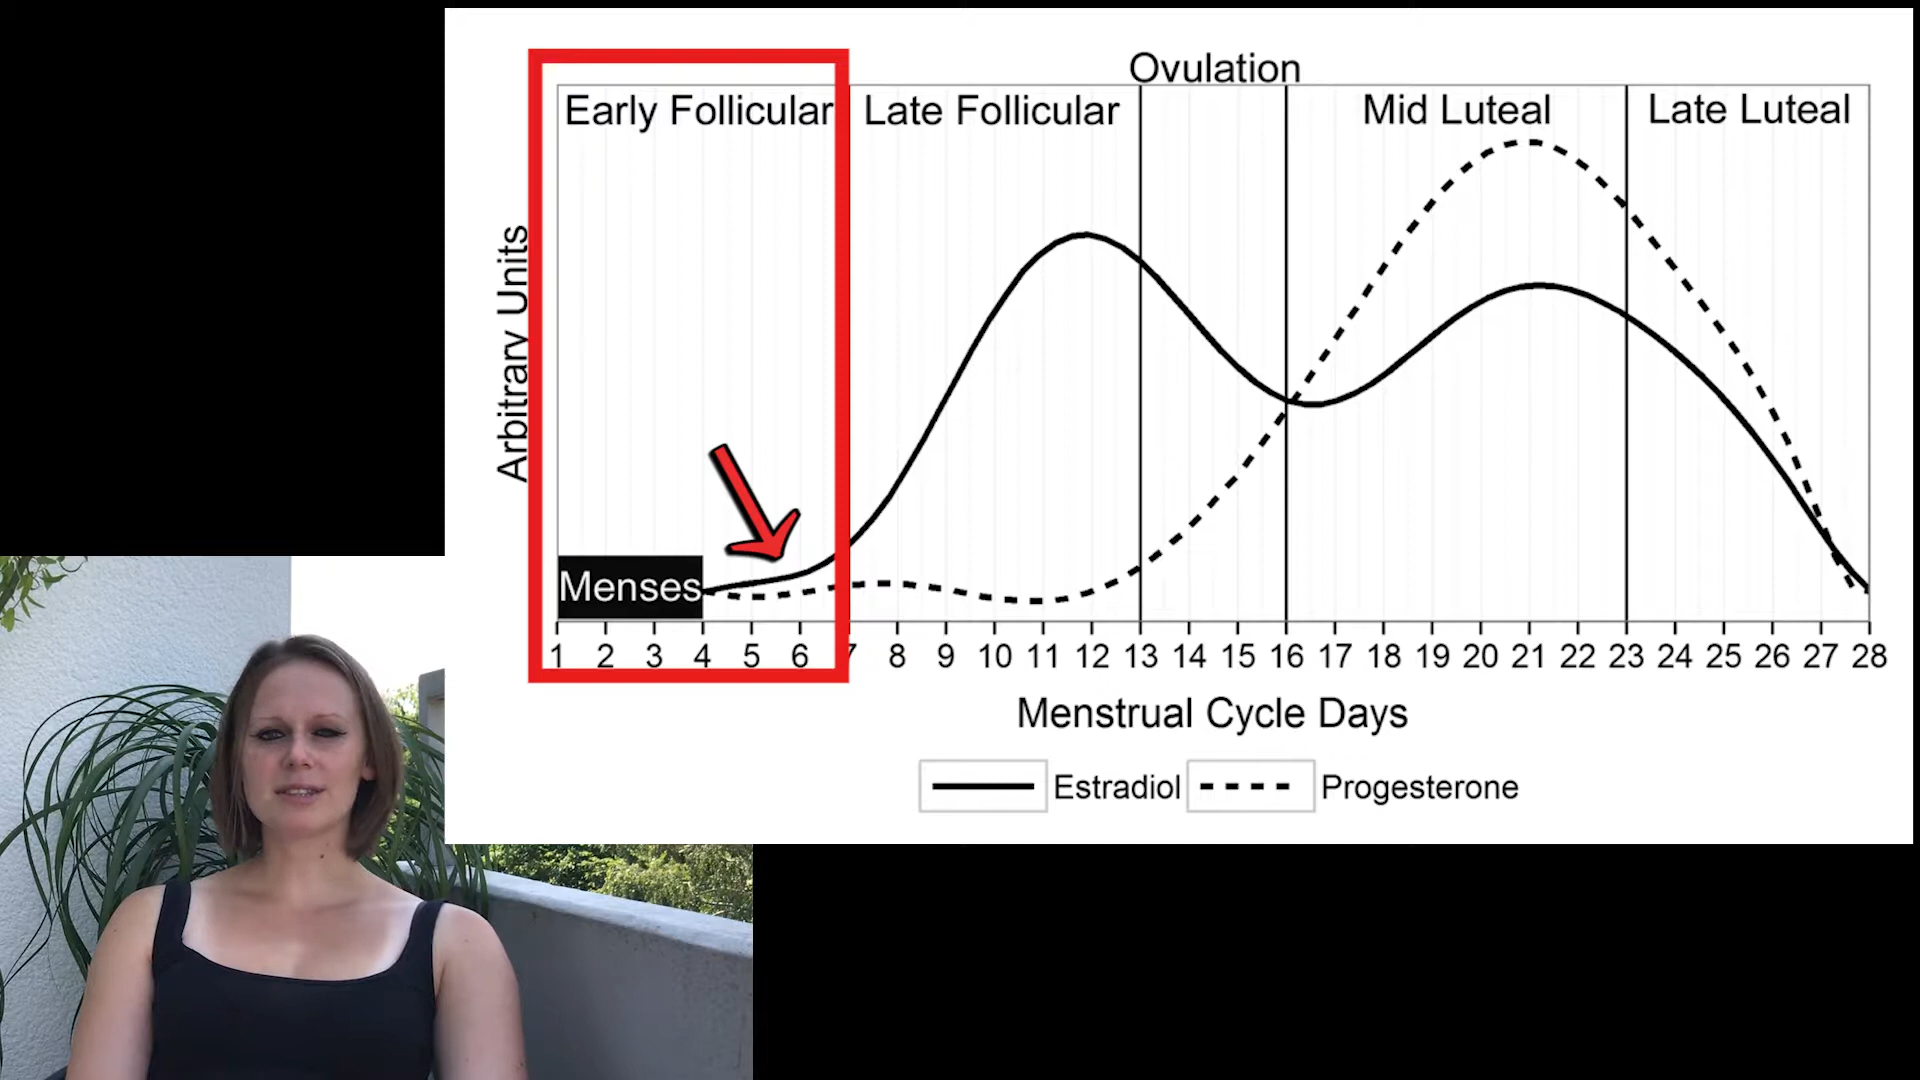 Ovulation
Early Follicular Late Follicular Mid Luteal Late Luteal
Arbitrary Units
Menses
1 2 3 4 5 6 7 8 9 10 11 12 13 14 15 16 17 18 19 20 21 22 23 24 25 26 27 28
Menstrual Cycle Days
Estradiol Progesterone